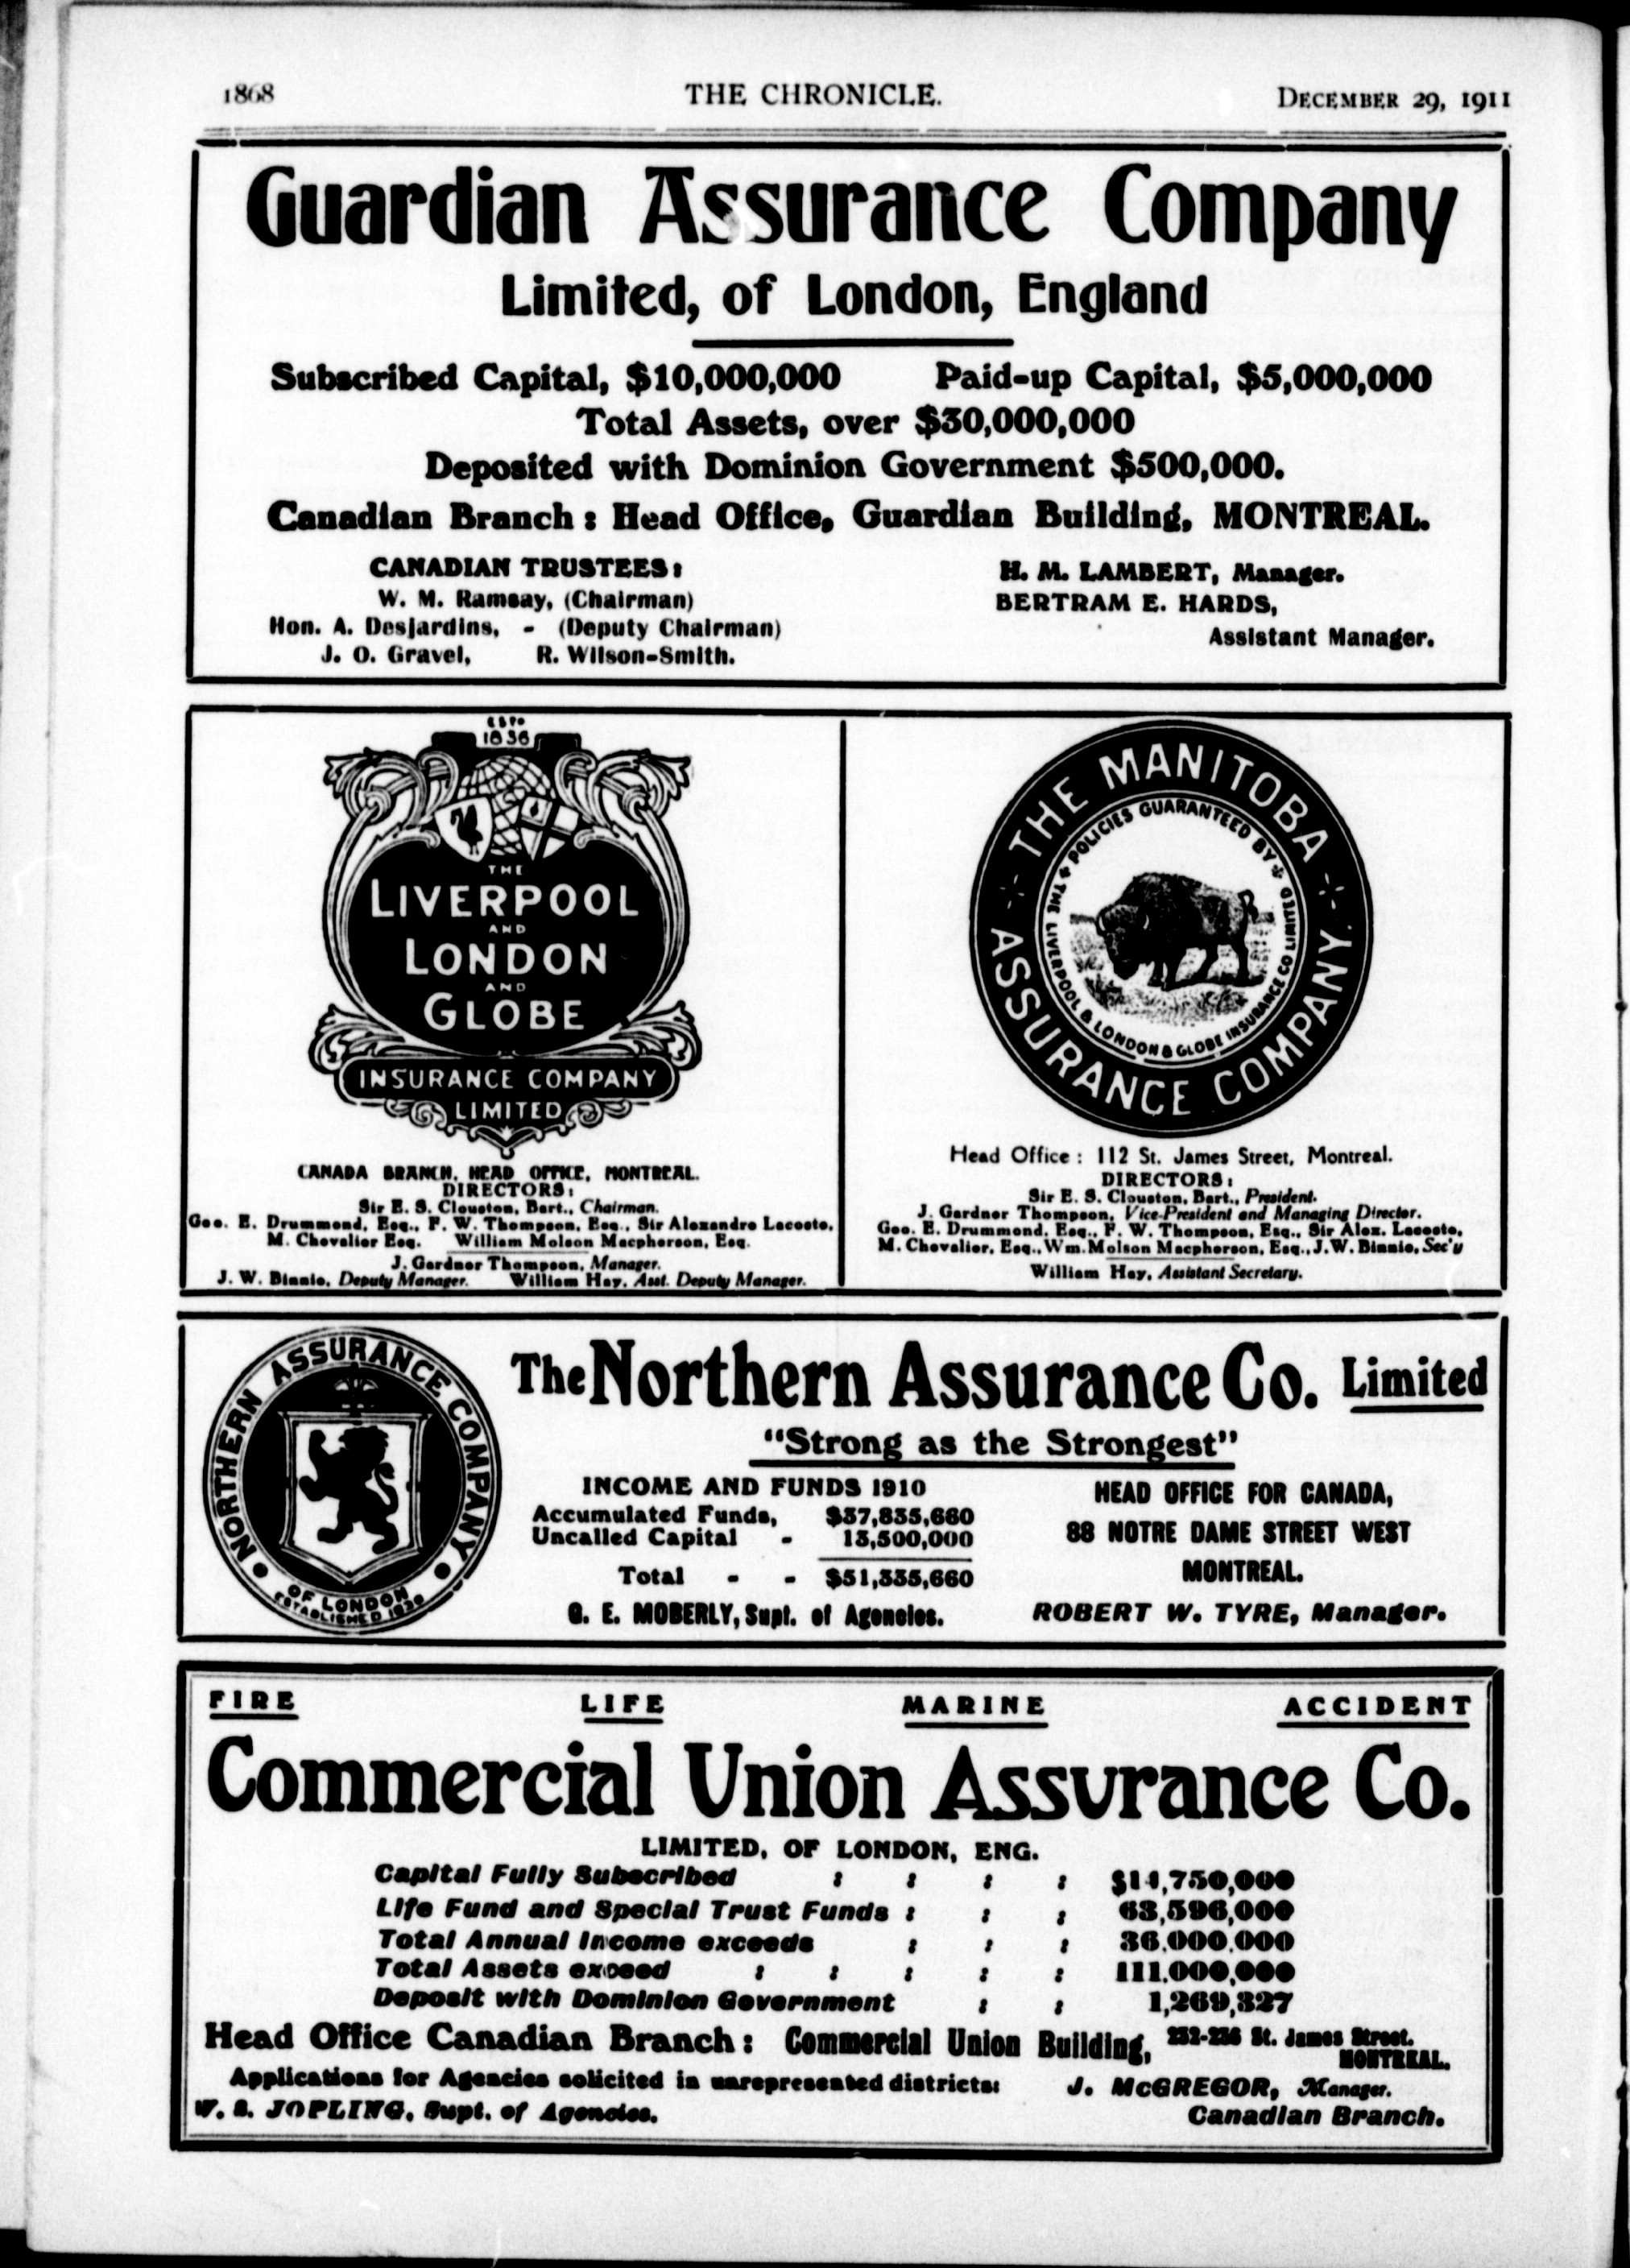 1868 THE CHRONICLE. DECEMBER 29, 1911
Guardian Assurance Company
Limited, of London, England
Subscribed Capital, $10,000,000 Paid-up Capital, $5,000,000
Total Assets, over $30,000,000
Deposited with Dominion Government $500,000.
Canadian Branch : Head Office, Guardian Building, MONTREAL.
CANADIAN TRUSTEES :
W. M. Ramsay, (Chairman)
Hon. A. Desjardins, - (Deputy Chairman)
J. O. Gravel, R. Wilson-Smith.
H. M. LAMBERT, Manager.
BERTRAM E. HARDS,
Assistant Manager.
ESTD
1836
THE
LIVERPOOL
AND
LONDON
AND
GLOBE
INSURANCE COMPANY
LIMITED
CANADA BRANCH, HEAD OFFICE, MONTREAL.
DIRECTORS :
Sir E. S. Clouston, Bart., Chairman.
Geo. E. Drummond, Esq., F. W. Thompson, Esq., Sir Alexandre Lacoste.
M. Chevalier Esq. William Molson Macpherson, Esq.
J. Gardner Thompson, Manager.
J. W. Binnie, Deputy Manager. William Hay, Asst. Deputy Manager.
THE MANITOBA
ASSURANCE COMPANY.
POLICIES GUARANTEED BY
THE LIVERPOOL & LONDON & GLOBE INSURANCE CO LIMITED
Head Office : 112 St. James Street, Montreal.
DIRECTORS :
Sir E. S. Clouston, Bart., President.
J. Gardner Thompson, Vice-President and Managing Director.
Geo. E. Drummond, Esq., F. W. Thompson, Esq., Sir Alex. Lacoste,
M. Chevalier, Esq., Wm. Molson Macpherson, Esq., J. W. Binnie, Sec'y
William Hay, Assistant Secretary.
NORTHERN ASSURANCE COMPANY
OF LONDON
ESTABLISHED 1836
The Northern Assurance Co. Limited
"Strong as the Strongest"
INCOME AND FUNDS 1910
Accumulated Funds, $37,835,660
Uncalled Capital - 13,500,000
Total - - $51,335,660
G. E. MOBERLY, Supt. of Agencies.
HEAD OFFICE FOR CANADA,
88 NOTRE DAME STREET WEST
MONTREAL.
ROBERT W. TYRE, Manager.
FIRE LIFE MARINE ACCIDENT
Commercial Union Assurance Co.
LIMITED, OF LONDON, ENG.
Capital Fully Subscribed : : : : $14,750,000
Life Fund and Special Trust Funds : : : 63,596,000
Total Annual Income exceeds : : : 36,000,000
Total Assets exceed : : : : : 111,000,000
Deposit with Dominion Government : : 1,269,327
Head Office Canadian Branch : Commercial Union Building, 232-236 St. James Street.
MONTREAL.
Applications for Agencies solicited in unrepresented districts:
W. S. JOPLING, Supt. of Agencies.
J. McGREGOR, Manager.
Canadian Branch.